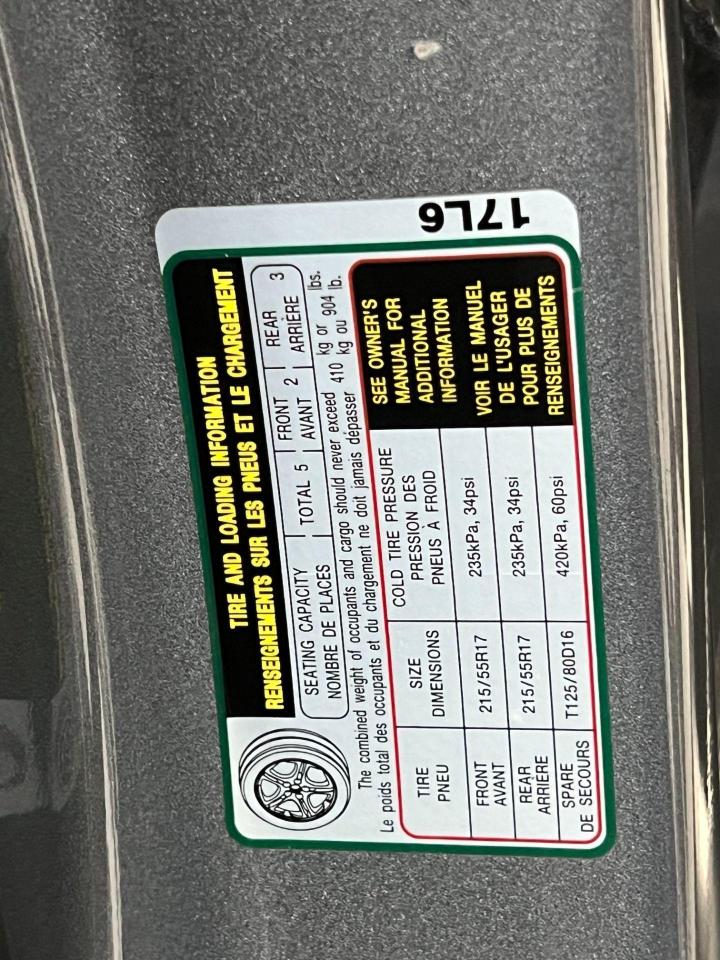 17L6
TIRE AND LOADING INFORMATION
RENSEIGNEMENTS SUR LES PNEUS ET LE CHARGEMENT
SEATING CAPACITY TOTAL 5 FRONT 2 REAR 3
NOMBRE DE PLACES AVANT ARRIÈRE
The combined weight of occupants and cargo should never exceed 410 kg or 904 lbs.
Le poids total des occupants et du chargement ne doit jamais dépasser 410 kg ou 904 lb.
TIRE
PNEU
SIZE
DIMENSIONS
COLD TIRE PRESSURE
PRESSION DES
PNEUS À FROID
FRONT
AVANT
215/55R17
235kPa, 34psi
REAR
ARRIÈRE
215/55R17
235kPa, 34psi
SPARE
DE SECOURS
T125/80D16
420kPa, 60psi
SEE OWNER'S
MANUAL FOR
ADDITIONAL
INFORMATION
VOIR LE MANUEL
DE L'USAGER
POUR PLUS DE
RENSEIGNEMENTS